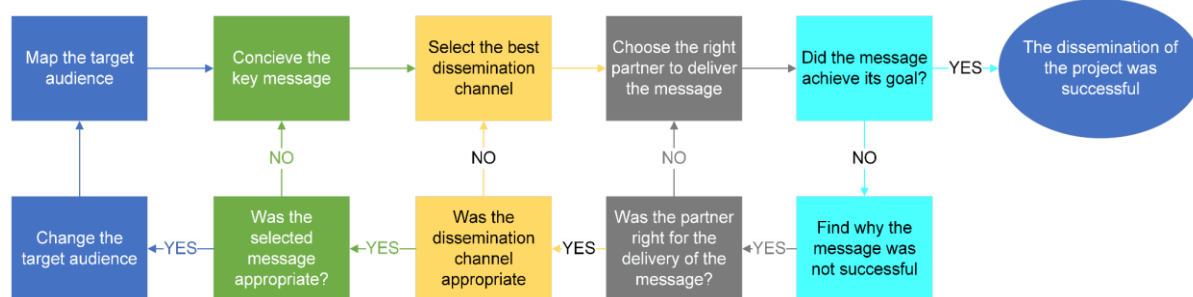 Map the target
audience
Concieve the
key message
Select the best
dissemination
channel
Choose the right
partner to deliver
the message
Did the message
achieve its goal?
YES
The dissemination of
the project was
successful
NO
NO
NO
NO
Change the
target audience
YES
Was the
selected
message
appropriate?
YES
Was the
dissemination
channel
appropriate
YES
Was the partner
right for the
delivery of the
message?
YES
Find why the
message was
not successful